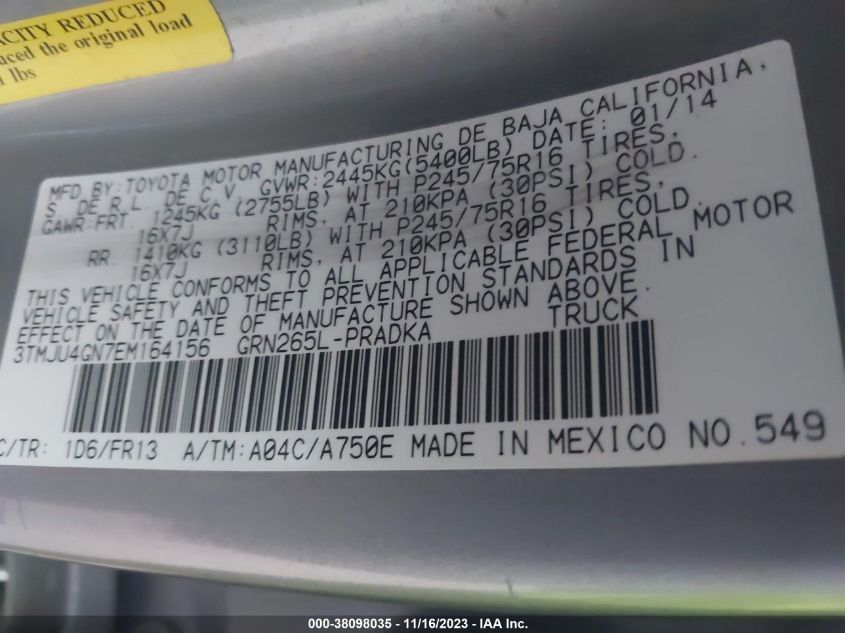 ACITY REDUCED
uced the original load
lbs
MFD BY: TOYOTA MOTOR MANUFACTURING DE BAJA CALIFORNIA,
S. DE R.L. DE C.V. GVWR:2445KG(5400LB) DATE: 01/14
GAWR:FRT. 1245KG (2755LB) WITH P245/75R16 TIRES,
16X7J RIMS, AT 210KPA (30PSI) COLD.
RR. 1410KG (3110LB) WITH P245/75R16 TIRES,
16X7J RIMS, AT 210KPA (30PSI) COLD.
THIS VEHICLE CONFORMS TO ALL APPLICABLE FEDERAL MOTOR
VEHICLE SAFETY AND THEFT PREVENTION STANDARDS IN
EFFECT ON THE DATE OF MANUFACTURE SHOWN ABOVE.
3TMJU4GN7EM164156 GRN265L-PRADKA TRUCK
C/TR: 1D6/FR13 A/TM:A04C/A750E MADE IN MEXICO NO.549
000-38098035 - 11/16/2023 - IAA Inc.